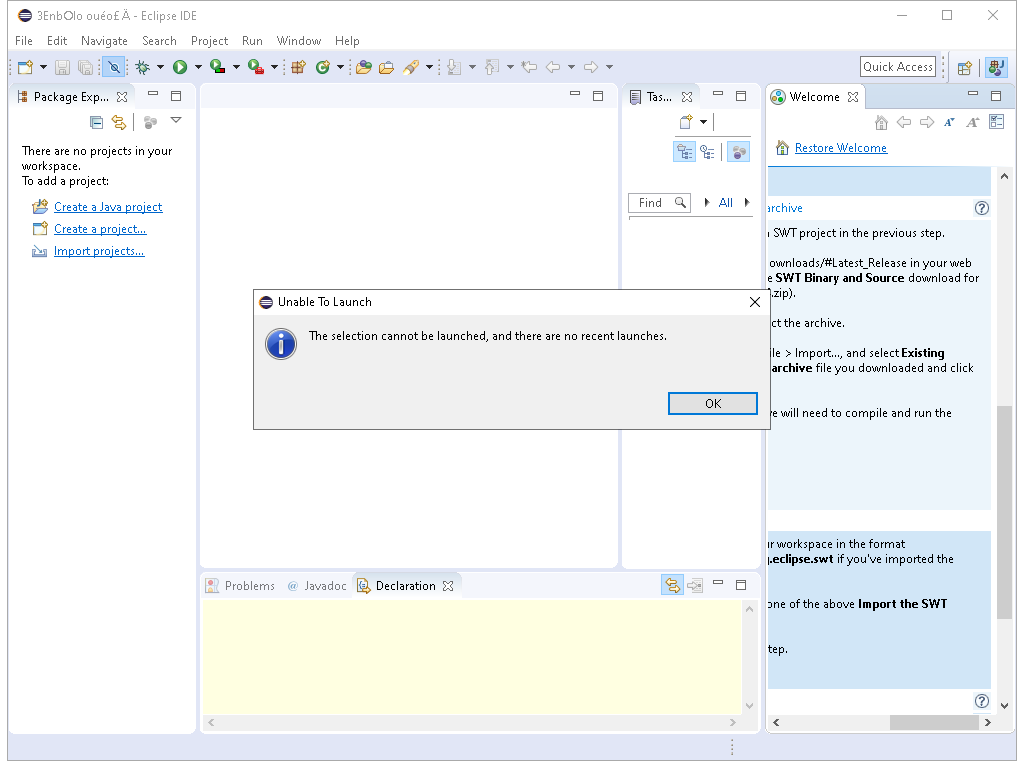 3EnbOlo ouéo£Ä - Eclipse IDE
File Edit Navigate Search Project Run Window Help
Quick Access
Package Exp...
There are no projects in your
workspace.
To add a project:
Create a Java project
Create a project...
Import projects...
Tas...
Find
All
Welcome
Restore Welcome
archive
SWT project in the previous step.
ownloads/#Latest_Release in your web
e SWT Binary and Source download for
.zip).
ct the archive.
ile > Import..., and select Existing
archive file you downloaded and click
ve will need to compile and run the
ur workspace in the format
g.eclipse.swt if you've imported the
one of the above Import the SWT
tep.
Unable To Launch
The selection cannot be launched, and there are no recent launches.
OK
Problems @ Javadoc Declaration